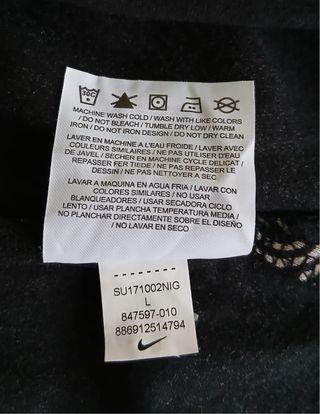 30C
MACHINE WASH COLD / WASH WITH LIKE COLORS
/ DO NOT BLEACH / TUMBLE DRY LOW / WARM
IRON / DO NOT IRON DESIGN / DO NOT DRY CLEAN
LAVER EN MACHINE A L'EAU FROIDE / LAVER AVEC
COULEURS SIMILAIRES / NE PAS UTILISER D'EAU
DE JAVEL / SECHER EN MACHINE CYCLE DELICAT /
REPASSER FER TIEDE / NE PAS REPASSER LE
DESSIN / NE PAS NETTOYER A SEC
LAVAR A MAQUINA EN AGUA FRIA / LAVAR CON
COLORES SIMILARES / NO USAR
BLANQUEADORES / USAR SECADORA CICLO
LENTO / USAR PLANCHA TEMPERATURA MEDIA /
NO PLANCHAR DIRECTAMENTE SOBRE EL DISEÑO
/ NO LAVAR EN SECO
SU171002NIG
L
847597-010
886912514794